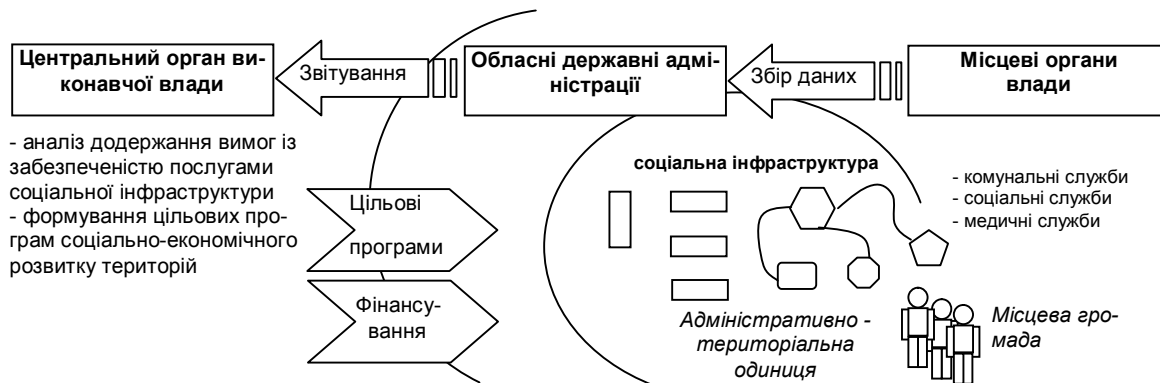 Центральний орган ви-
конавчої влади
Звітування
Обласні державні адмі-
ністрації
Збір даних
Місцеві органи
влади
- аналіз додержання вимог із
забезпеченістю послугами
соціальної інфраструктури
- формування цільових про-
грам соціально-економічного
розвитку територій
Цільові
програми
Фінансу-
вання
соціальна інфраструктура
- комунальні служби
- соціальні служби
- медичні служби
Адміністративно -
територіальна
одиниця
Місцева гро-
мада